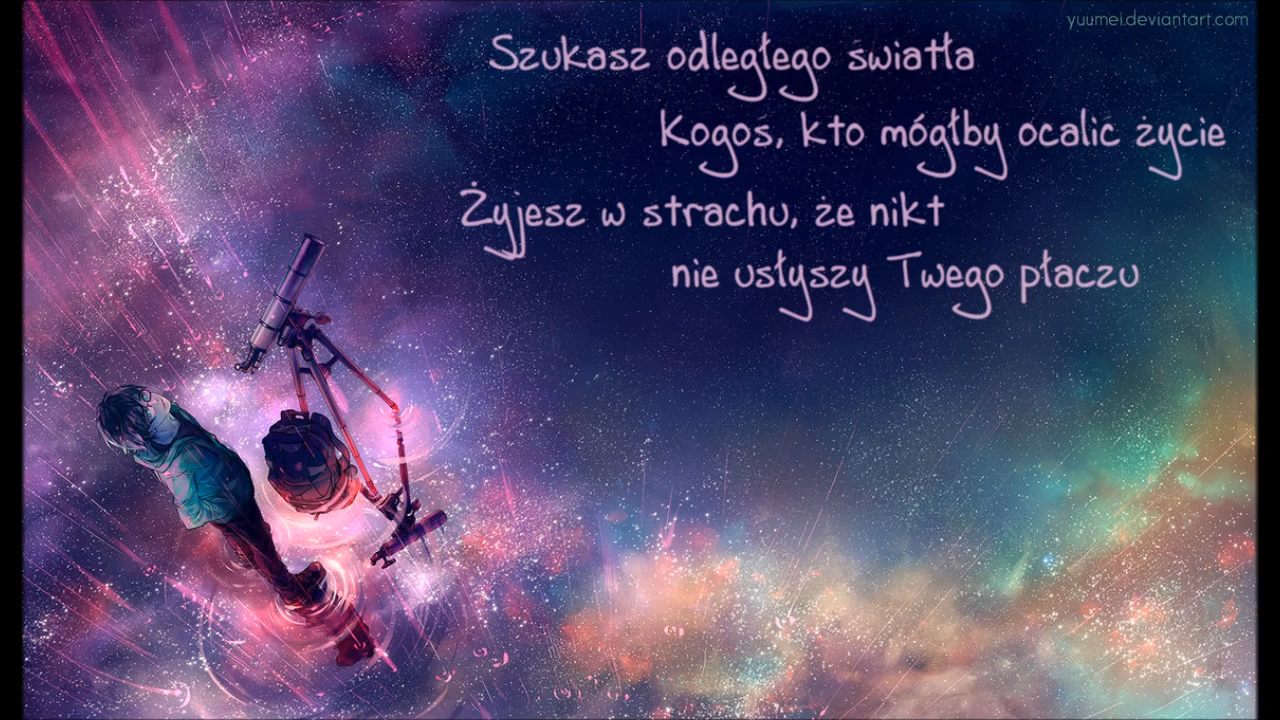 yuumei.deviantart.com
Szukasz odległego światła
Kogoś, kto mógłby ocalić życie
Żyjesz w strachu, że nikt
nie usłyszy Twego płaczu